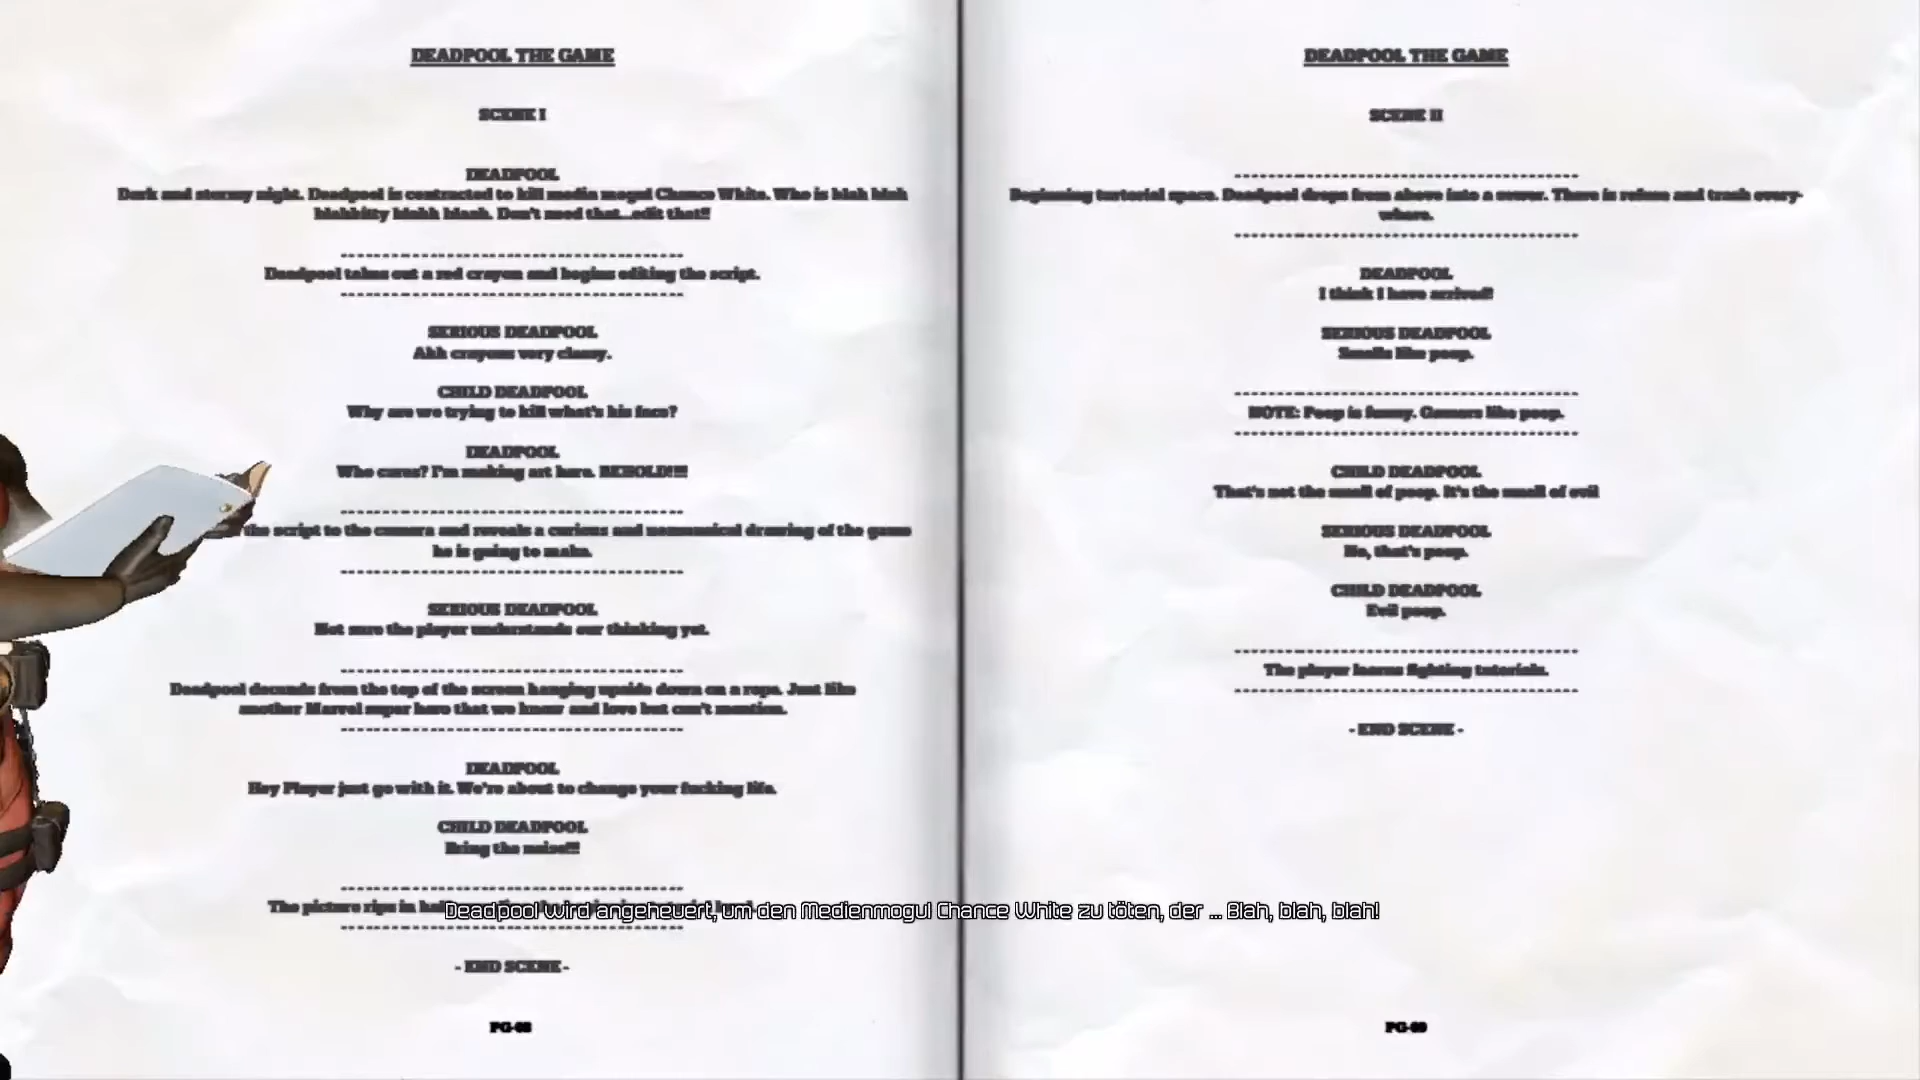 DEADPOOL THE GAME
SCENE I
DEADPOOL
Dark and stormy night. Deadpool is contracted to kill media mogul Chance White. Who is blah blah
blahbitty blahh blaah. Don't need that...edit that!!
Deadpool takes out a red crayon and begins editing the script.
SERIOUS DEADPOOL
Ahh crayons very classy.
CHILD DEADPOOL
Why are we trying to kill what's his face?
DEADPOOL
Who cares? I'm making art here. BEHOLD!!!!
the script to the camera and reveals a curious and nonsensical drawing of the game
he is going to make.
SERIOUS DEADPOOL
Not sure the player understands our thinking yet.
Deadpool decends from the top of the screen hanging upside down on a rope. Just like
another Marvel super hero that we know and love but can't mention.
DEADPOOL
Hey Player just go with it. We're about to change your fucking life.
CHILD DEADPOOL
Bring the noise!!!
The picture rips in
Deadpool wird angeheuert, um den Medienmogul Chance White zu töten, der ... Blah, blah, blah!
- END SCENE -
PG-08
DEADPOOL THE GAME
SCENE II
Beginning tortorial space. Deadpool drops from above into a sewer. There is refuse and trash every-
where.
DEADPOOL
I think I have arrived!
SERIOUS DEADPOOL
Smells like poop.
NOTE: Poop is funny. Gamers like poop.
CHILD DEADPOOL
That's not the smell of poop. It's the smell of evil
SERIOUS DEADPOOL
No, that's poop.
CHILD DEADPOOL
Evil poop.
The player learns fighting tutorials.
- END SCENE -
PG-09